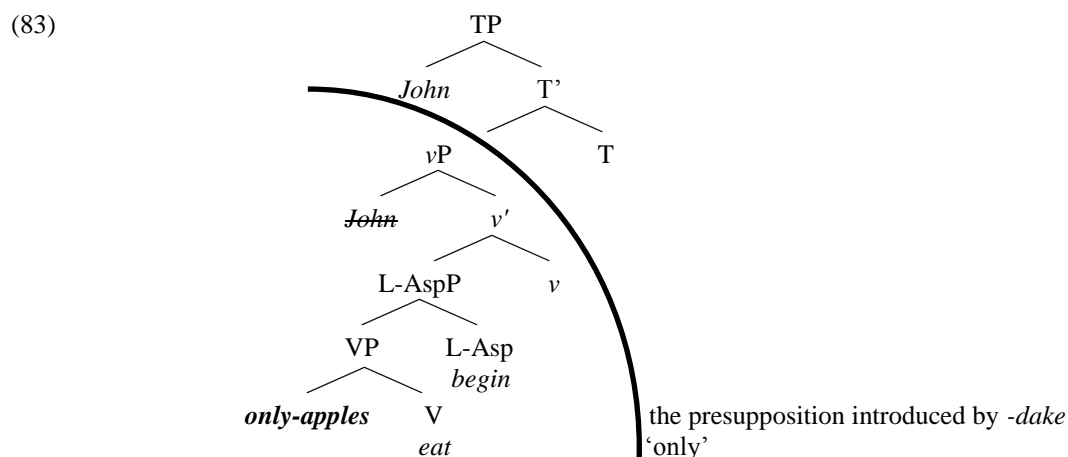 (83) TP
John T’
vP T
John v'
L-AspP v
VP L-Asp
begin
only-apples V the presupposition introduced by -dake
eat ‘only’